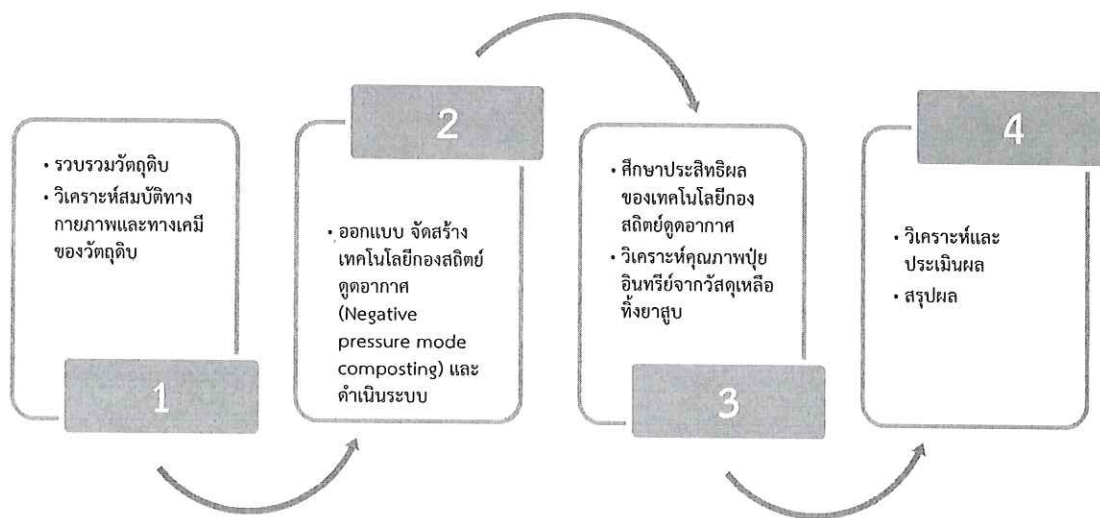 • รวบรวมวัตถุดิบ
• วิเคราะห์สมบัติทาง
กายภาพและทางเคมี
ของวัตถุดิบ
1
2
• ออกแบบ จัดสร้าง
เทคโนโลยีกองสถิตย์
ดูดอากาศ
(Negative
pressure mode
composting) และ
ดำเนินระบบ
• ศึกษาประสิทธิผล
ของเทคโนโลยีกอง
สถิตย์ดูดอากาศ
• วิเคราะห์คุณภาพปุ๋ย
อินทรีย์จากวัสดุเหลือ
ทิ้งยาสูบ
3
4
• วิเคราะห์และ
ประเมินผล
• สรุปผล